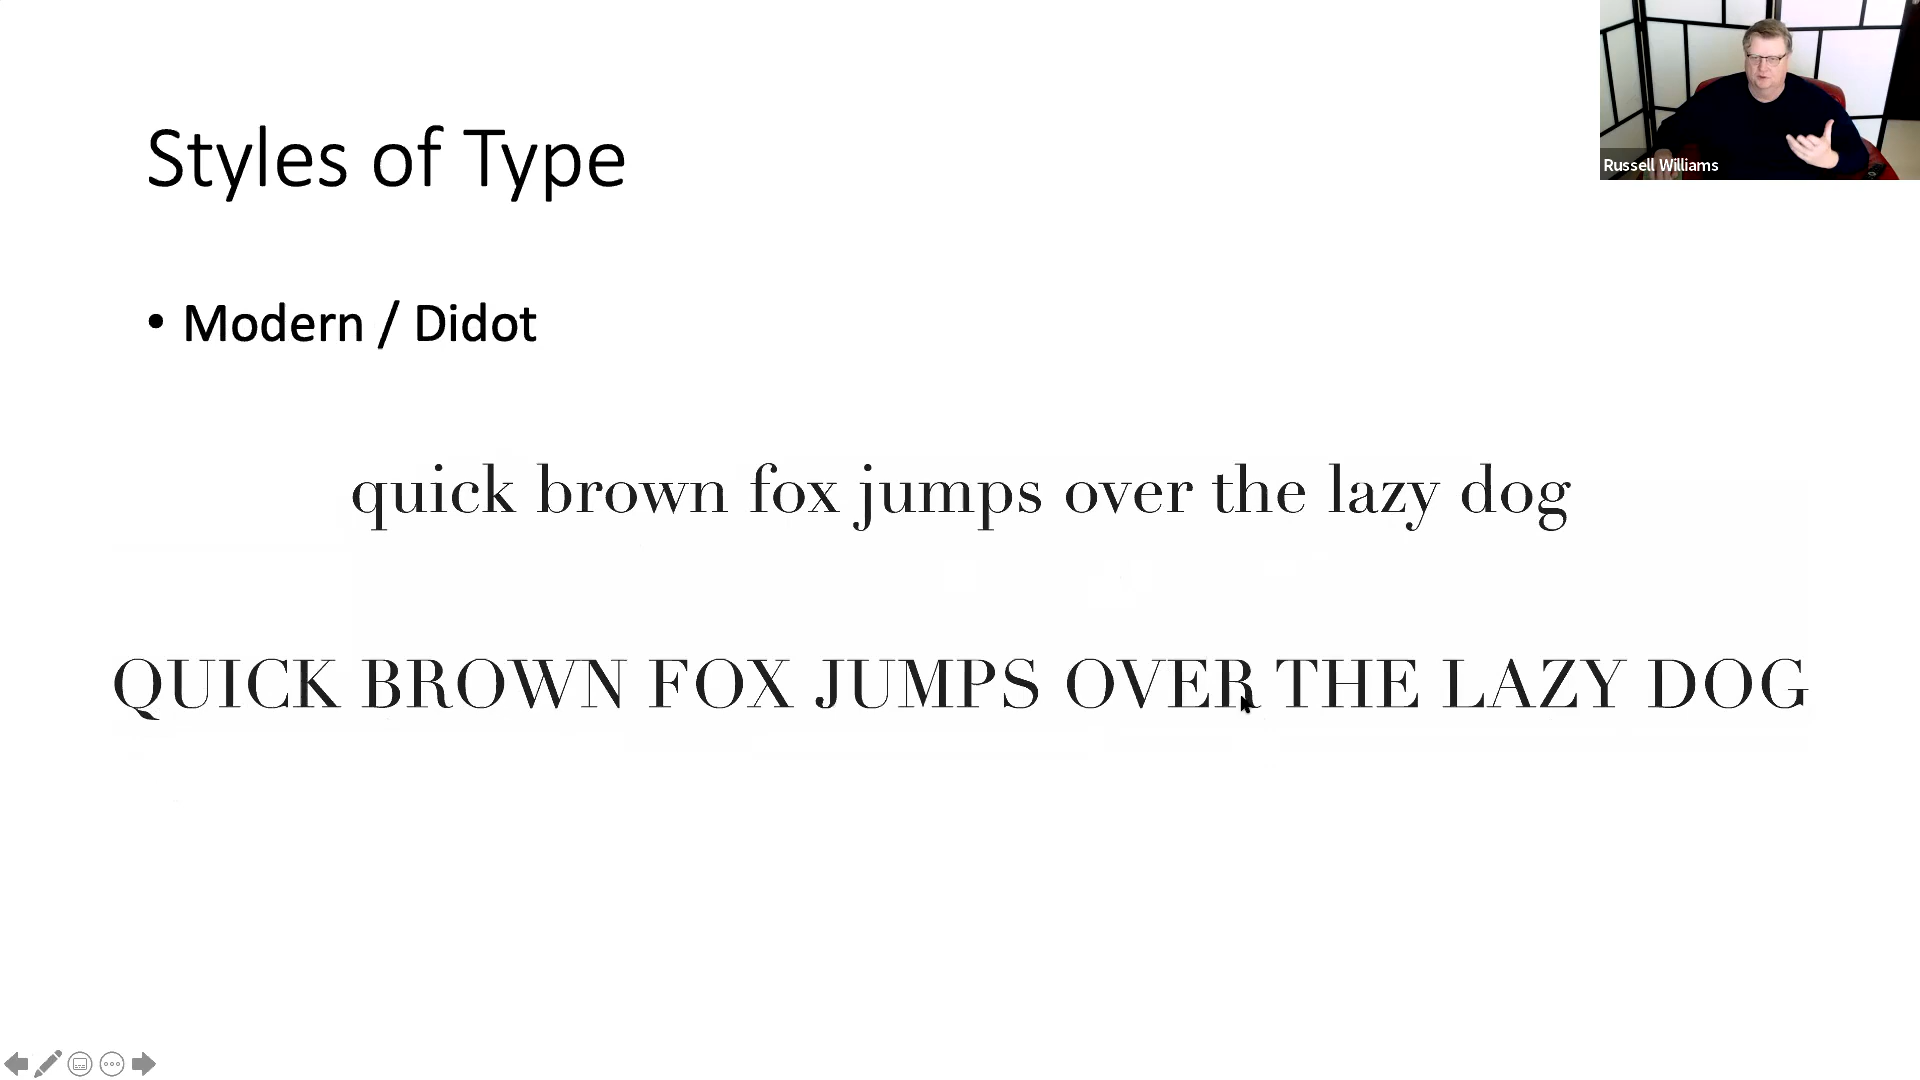 Styles of Type
Russell Williams
• Modern / Didot
quick brown fox jumps over the lazy dog
QUICK BROWN FOX JUMPS OVER THE LAZY DOG